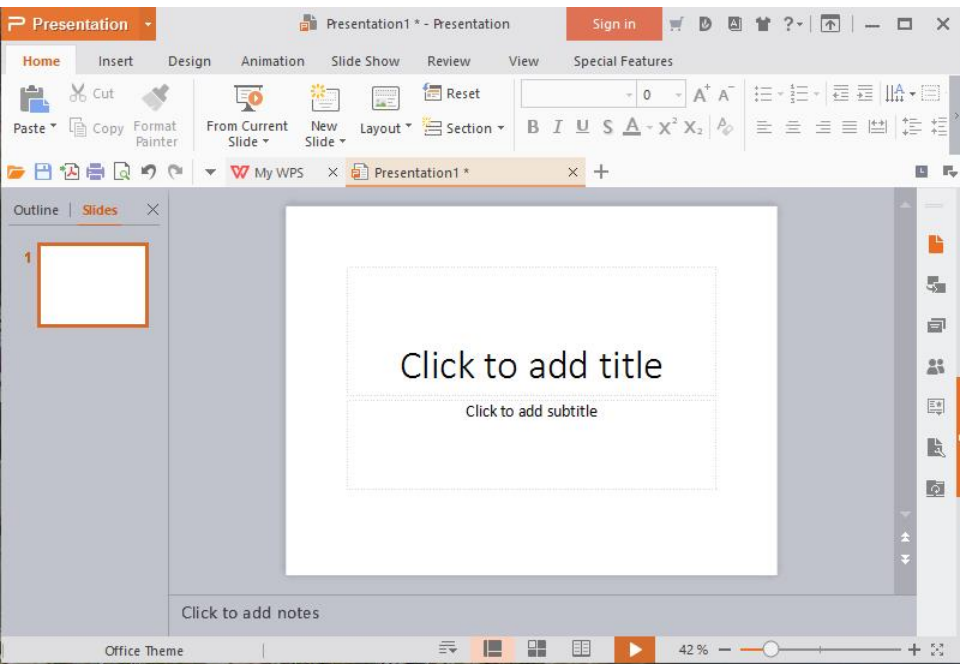 Presentation
Presentation1 * - Presentation
Sign in
Home Insert Design Animation Slide Show Review View Special Features
Cut Reset 0
Paste Copy Format Painter From Current Slide New Slide Layout Section B I U S A X² X₂
My WPS Presentation1 *
Outline Slides
1
Click to add title
Click to add subtitle
Click to add notes
Office Theme 42 %